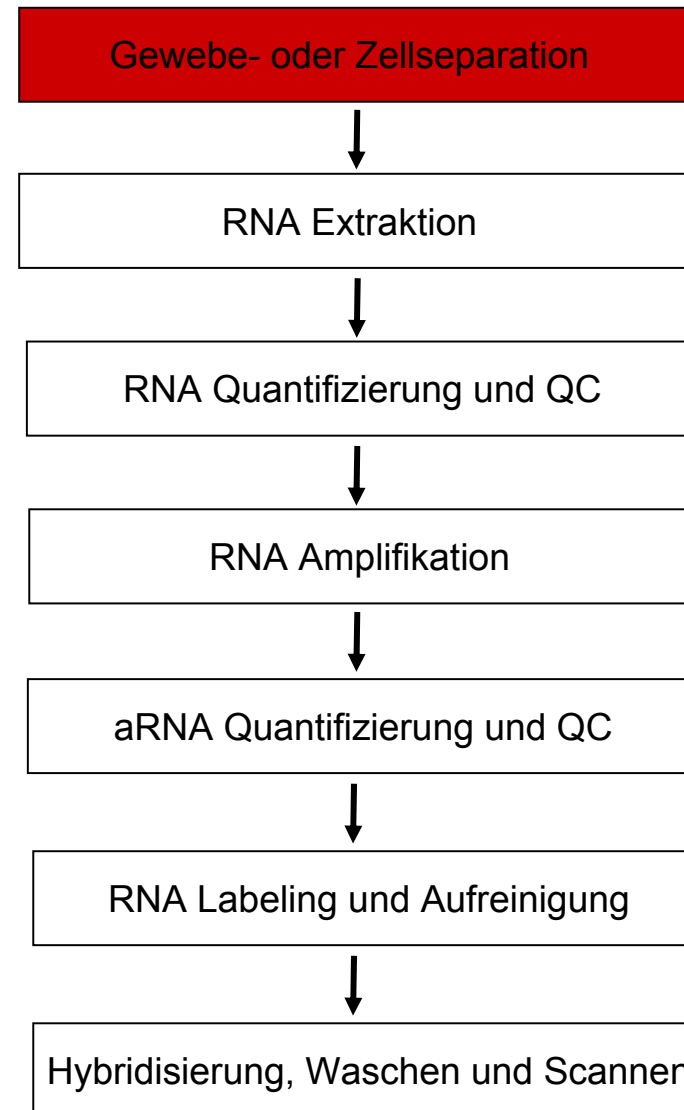 Gewebe- oder Zellseparation
RNA Extraktion
RNA Quantifizierung und QC
RNA Amplifikation
aRNA Quantifizierung und QC
RNA Labeling und Aufreinigung
Hybridisierung, Waschen und Scannen